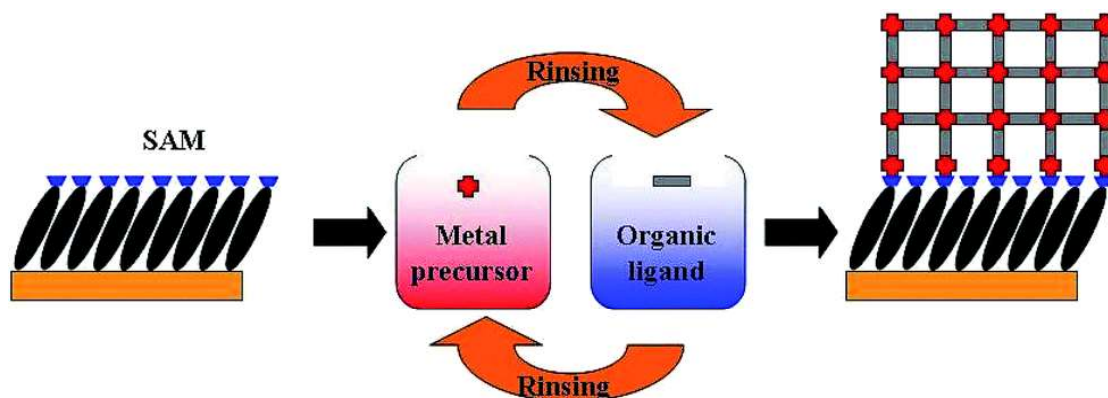 Rinsing
SAM
Metal
precursor
Organic
ligand
Rinsing